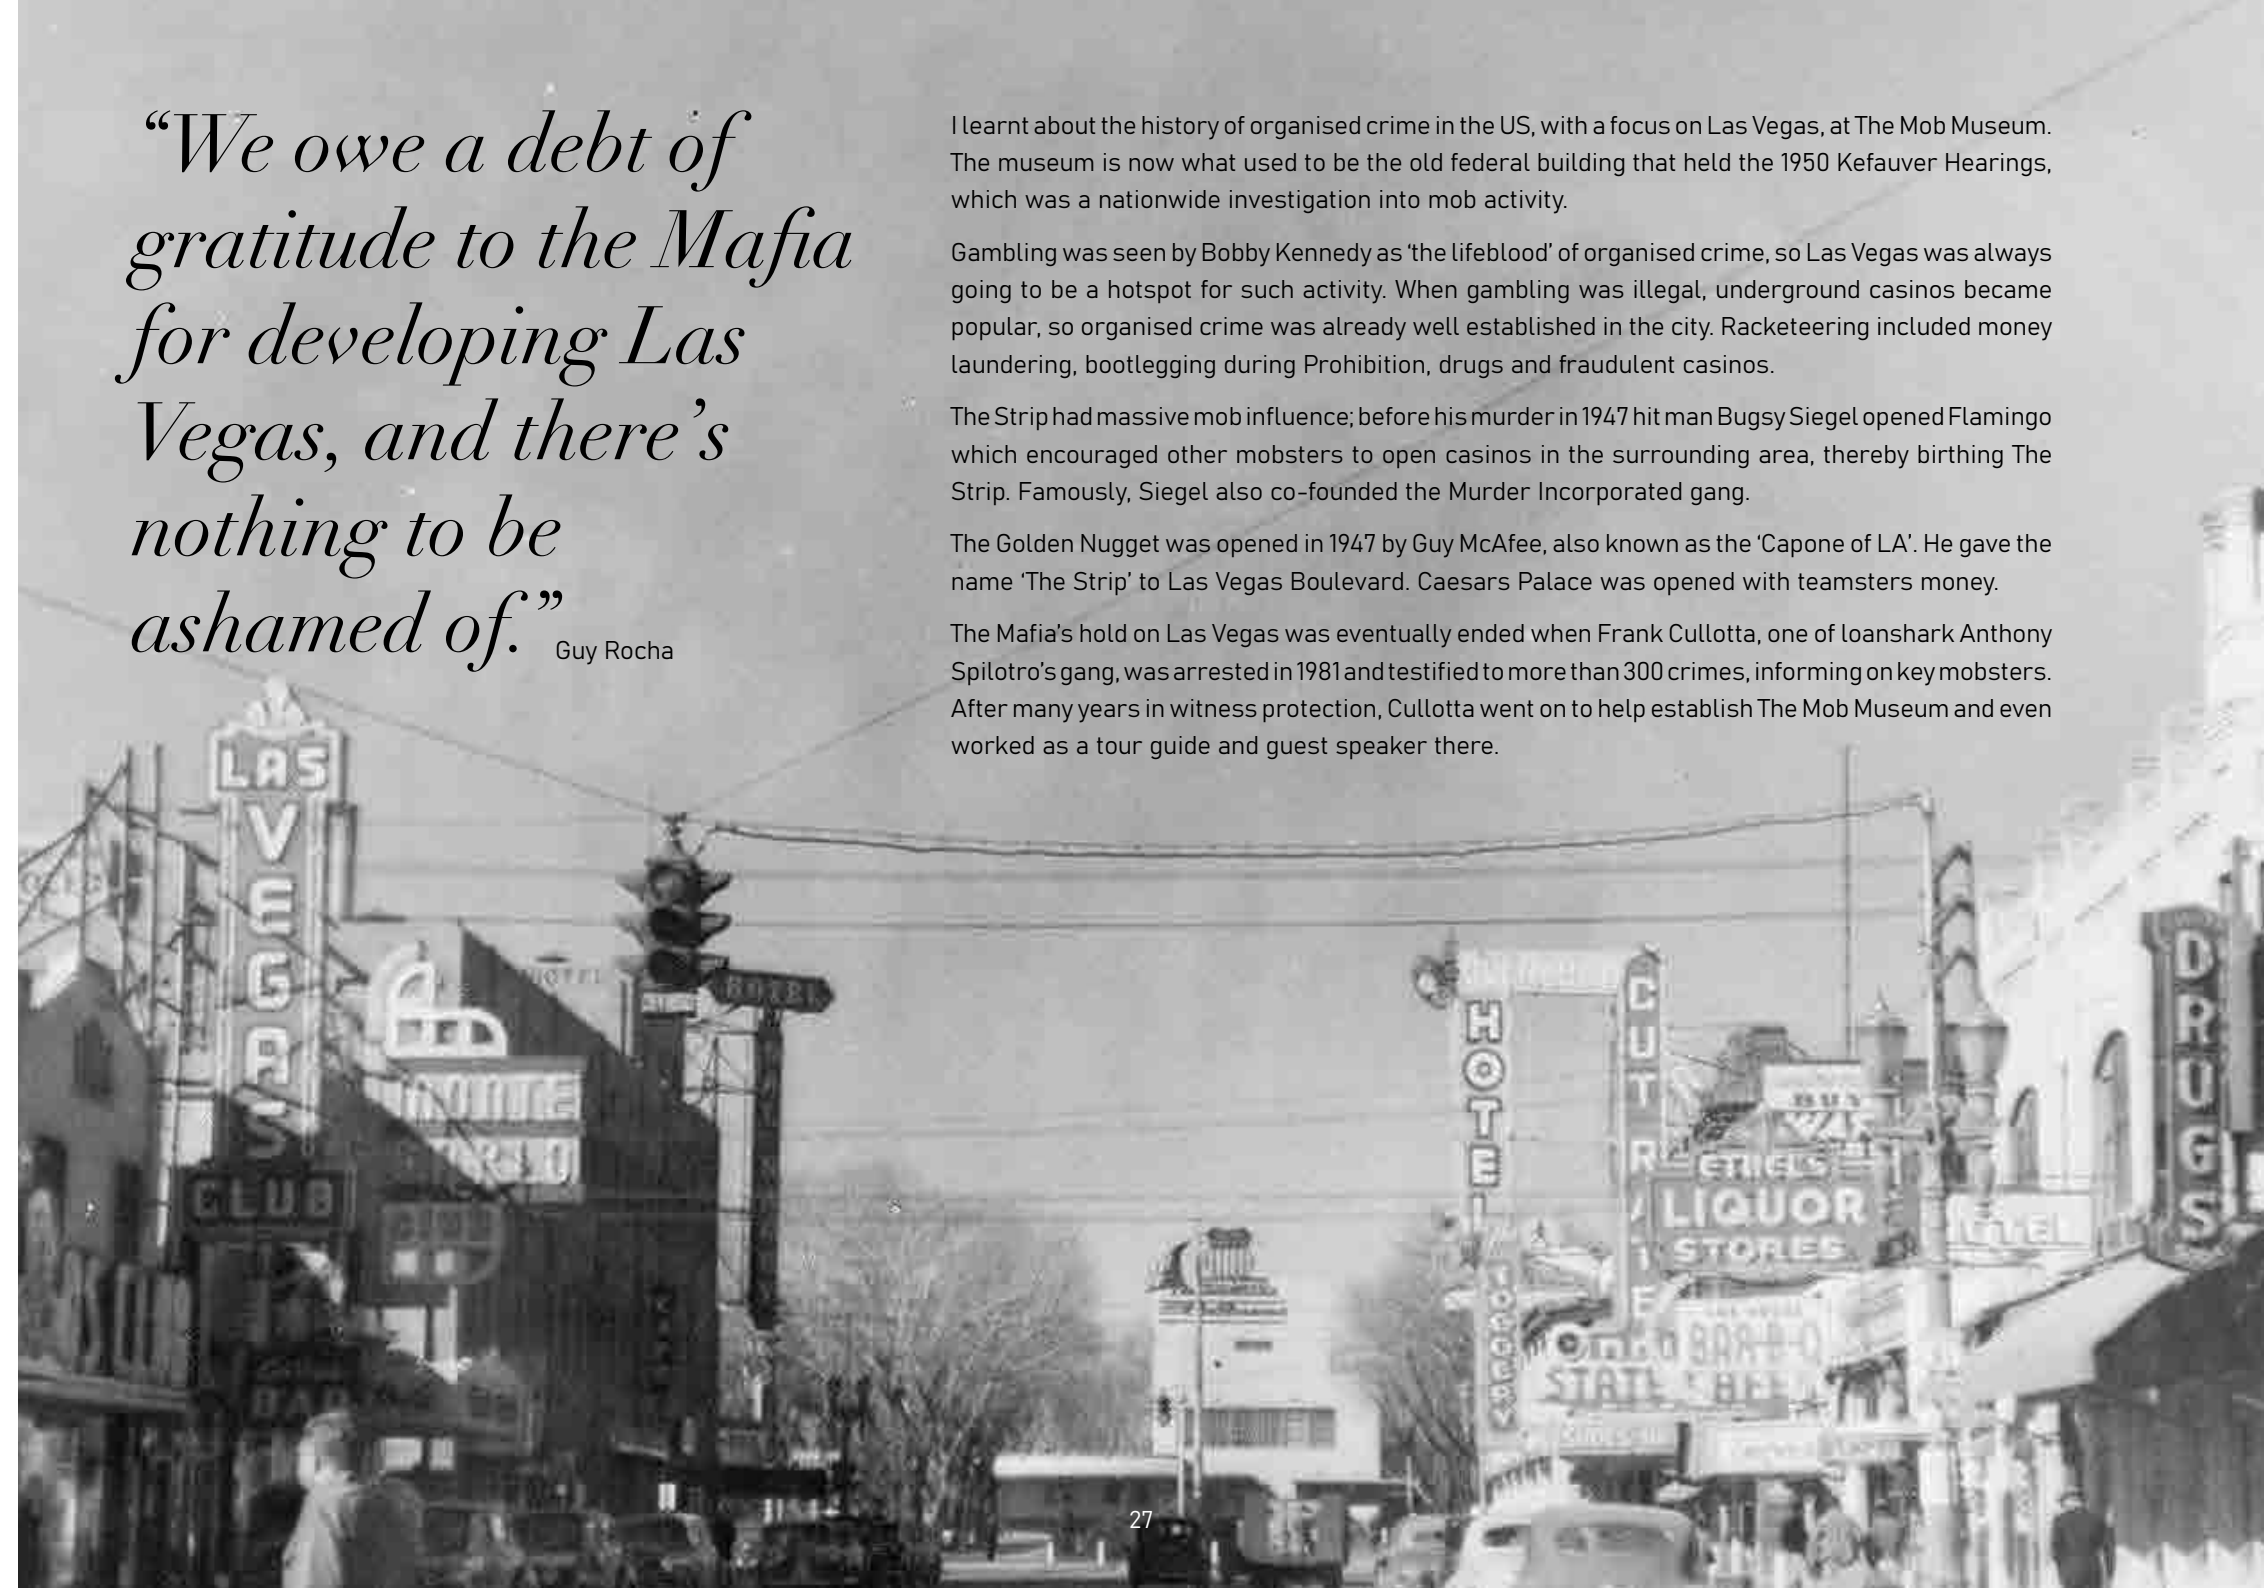 “We owe a debt of
gratitude to the Mafia
for developing Las
Vegas, and there’s
nothing to be
ashamed of.”
Guy Rocha
I learnt about the history of organised crime in the US, with a focus on Las Vegas, at The Mob Museum.
The museum is now what used to be the old federal building that held the 1950 Kefauver Hearings,
which was a nationwide investigation into mob activity.
Gambling was seen by Bobby Kennedy as ‘the lifeblood’ of organised crime, so Las Vegas was always
going to be a hotspot for such activity. When gambling was illegal, underground casinos became
popular, so organised crime was already well established in the city. Racketeering included money
laundering, bootlegging during Prohibition, drugs and fraudulent casinos.
The Strip had massive mob influence; before his murder in 1947 hit man Bugsy Siegel opened Flamingo
which encouraged other mobsters to open casinos in the surrounding area, thereby birthing The
Strip. Famously, Siegel also co-founded the Murder Incorporated gang.
The Golden Nugget was opened in 1947 by Guy McAfee, also known as the ‘Capone of LA’. He gave the
name ‘The Strip’ to Las Vegas Boulevard. Caesars Palace was opened with teamsters money.
The Mafia’s hold on Las Vegas was eventually ended when Frank Cullotta, one of loanshark Anthony
Spilotro’s gang, was arrested in 1981 and testified to more than 300 crimes, informing on key mobsters.
After many years in witness protection, Cullotta went on to help establish The Mob Museum and even
worked as a tour guide and guest speaker there.
LAS
VEGAS
CLUB
MONTE
CARLO
CLUB
HOTEL
BAR
HOTEL
CUT RATE
ETHEL'S
LIQUOR
STORES
BAR-B-Q
STATE CAFE
HOTEL
DRUGS
27